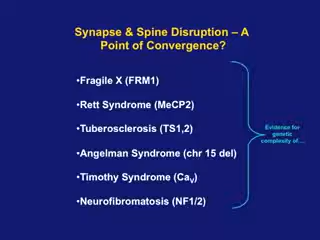 Synapse & Spine Disruption – A
Point of Convergence?
•Fragile X (FRM1)
•Rett Syndrome (MeCP2)
•Tuberosclerosis (TS1,2)
•Angelman Syndrome (chr 15 del)
•Timothy Syndrome (CaV)
•Neurofibromatosis (NF1/2)
Evidence for
genetic
complexity of…